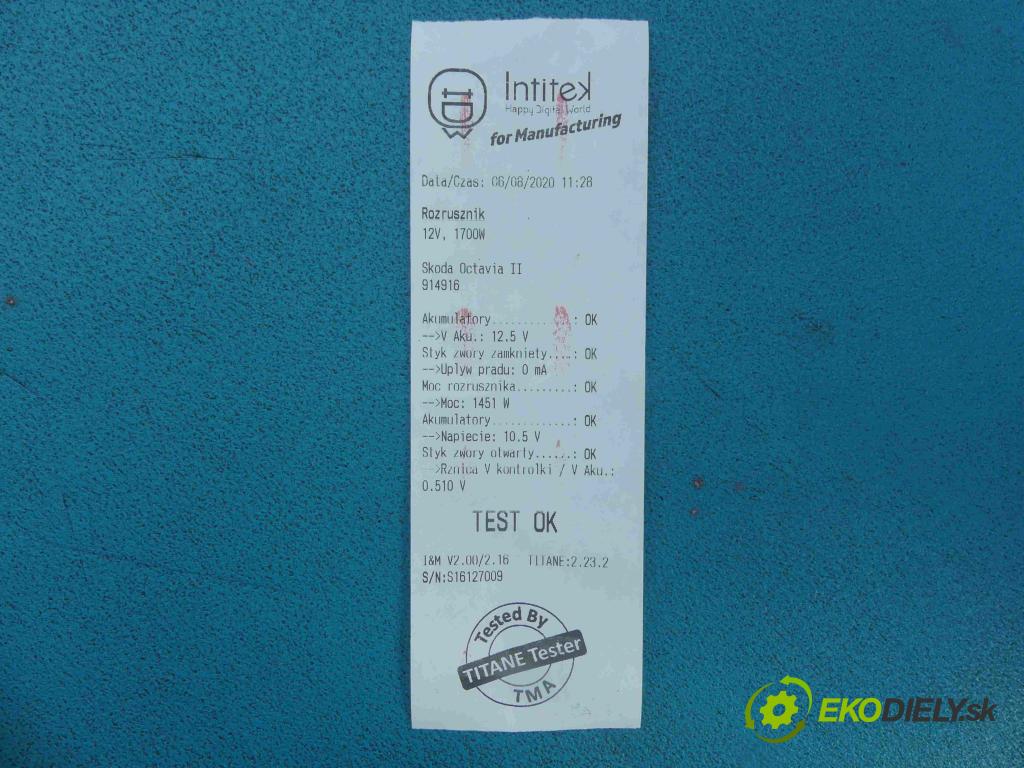 Intitek
Happy Digital World
for Manufacturing
Data/Czas: 06/08/2020 11:28
Rozrusznik
12V, 1700W
Skoda Octavia II
914916
Akumulatory.............: OK
-->V Aku.: 12.5 V
Styk zwory zamkniety....: OK
-->Uplyw pradu: 0 mA
Moc rozrusznika.........: OK
-->Moc: 1451 W
Akumulatory.............: OK
-->Napiecie: 10.5 V
Styk zwory otwarty......: OK
-->Rznica V kontrolki / V Aku.:
0.510 V
TEST OK
I&M V2.00/2.16 TITANE:2.23.2
S/N:S16127009
Tested By
TITANE Tester
TMA
EKODIELY.sk